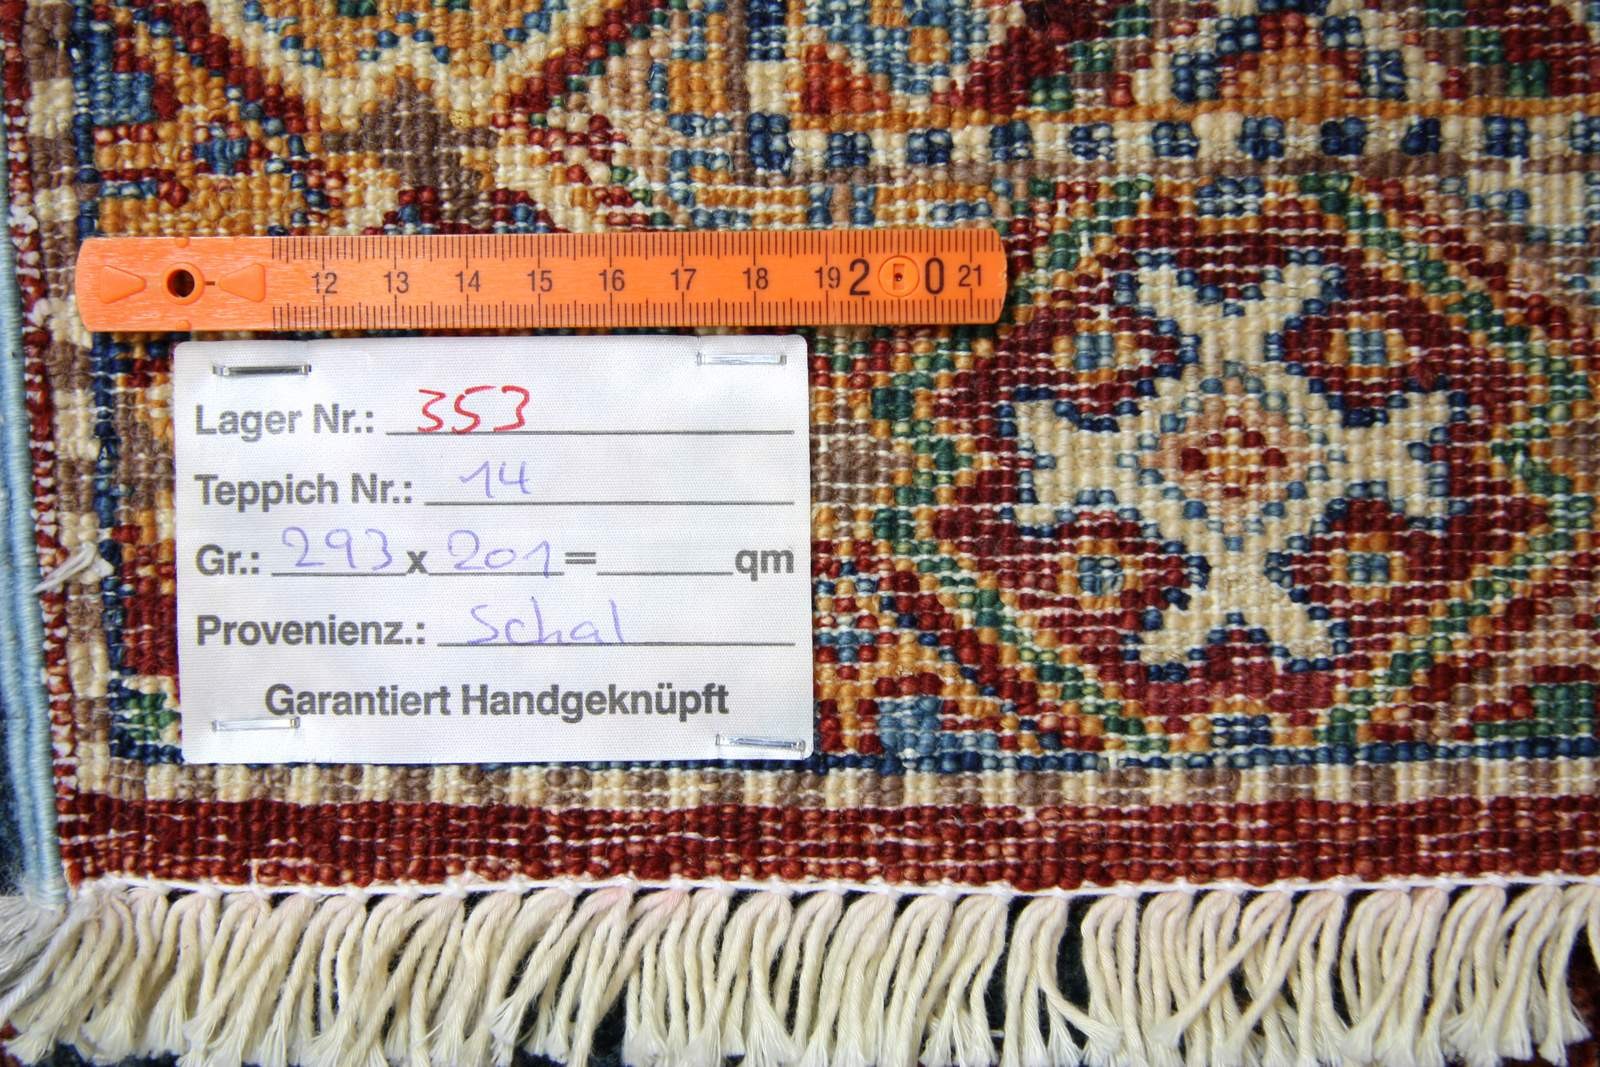 12 13 14 15 16 17 18 19 20 21
Lager Nr.: 353
Teppich Nr.: 14
Gr.: 293 x 201 = qm
Provenienz.: Schal
Garantiert Handgeknüpft